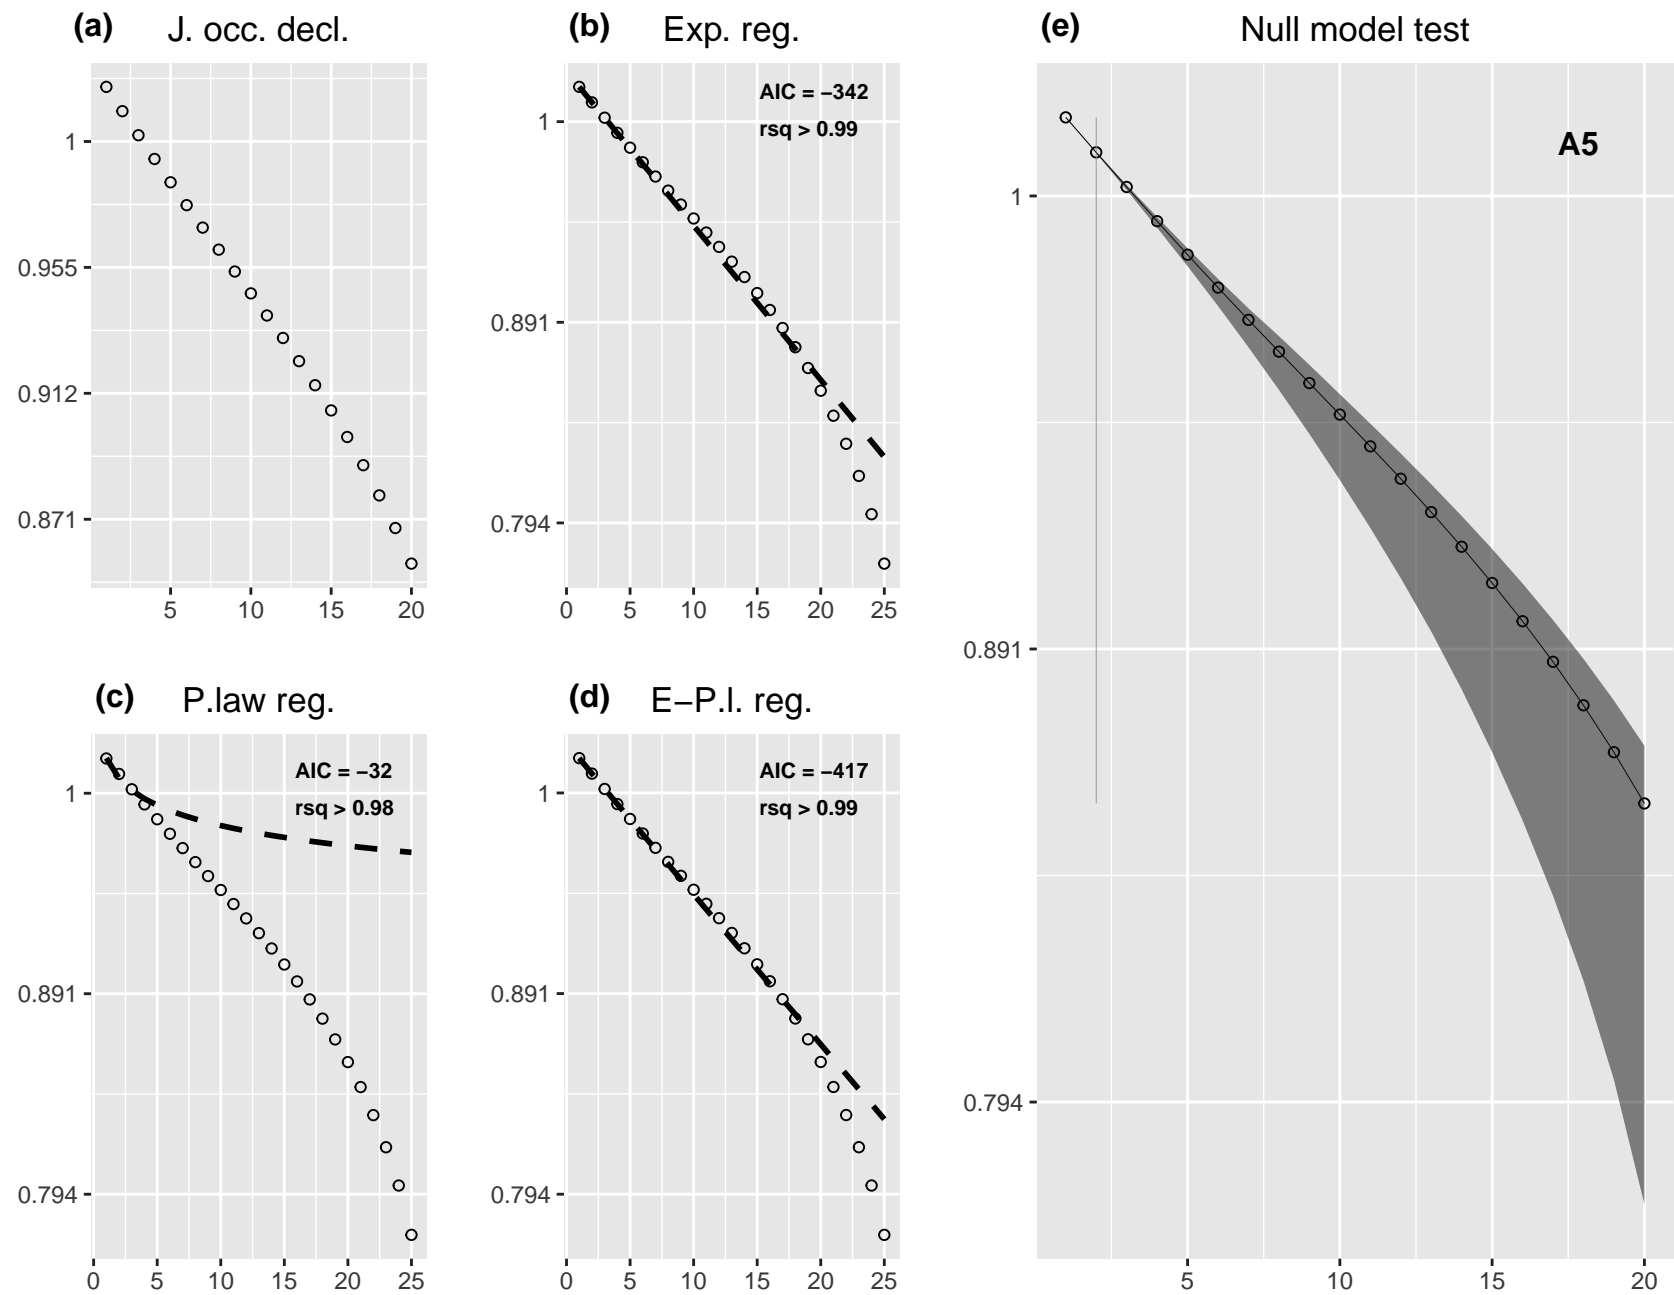 (a) J. occ. decl.
1
0.955
0.912
0.871
5 10 15 20
(b) Exp. reg.
AIC = −342
rsq > 0.99
1
0.891
0.794
0 5 10 15 20 25
(c) P.law reg.
AIC = −32
rsq > 0.98
1
0.891
0.794
0 5 10 15 20 25
(d) E−P.l. reg.
AIC = −417
rsq > 0.99
1
0.891
0.794
0 5 10 15 20 25
(e) Null model test
A5
1
0.891
0.794
5 10 15 20